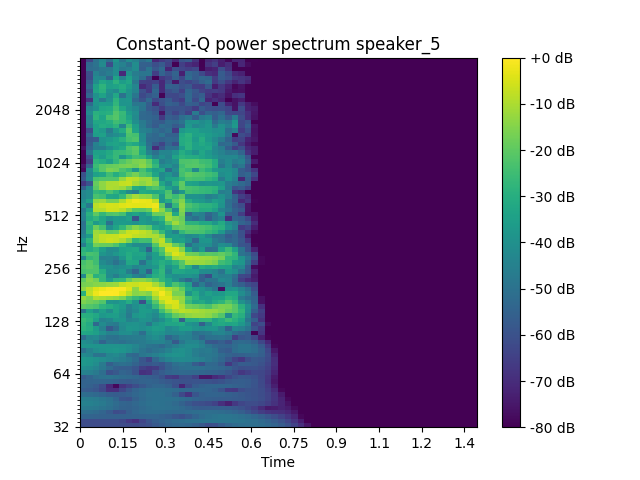 Constant-Q power spectrum speaker_5
Hz
2048
1024
512
256
128
64
32
0 0.15 0.3 0.45 0.6 0.75 0.9 1.1 1.2 1.4
Time
+0 dB
-10 dB
-20 dB
-30 dB
-40 dB
-50 dB
-60 dB
-70 dB
-80 dB